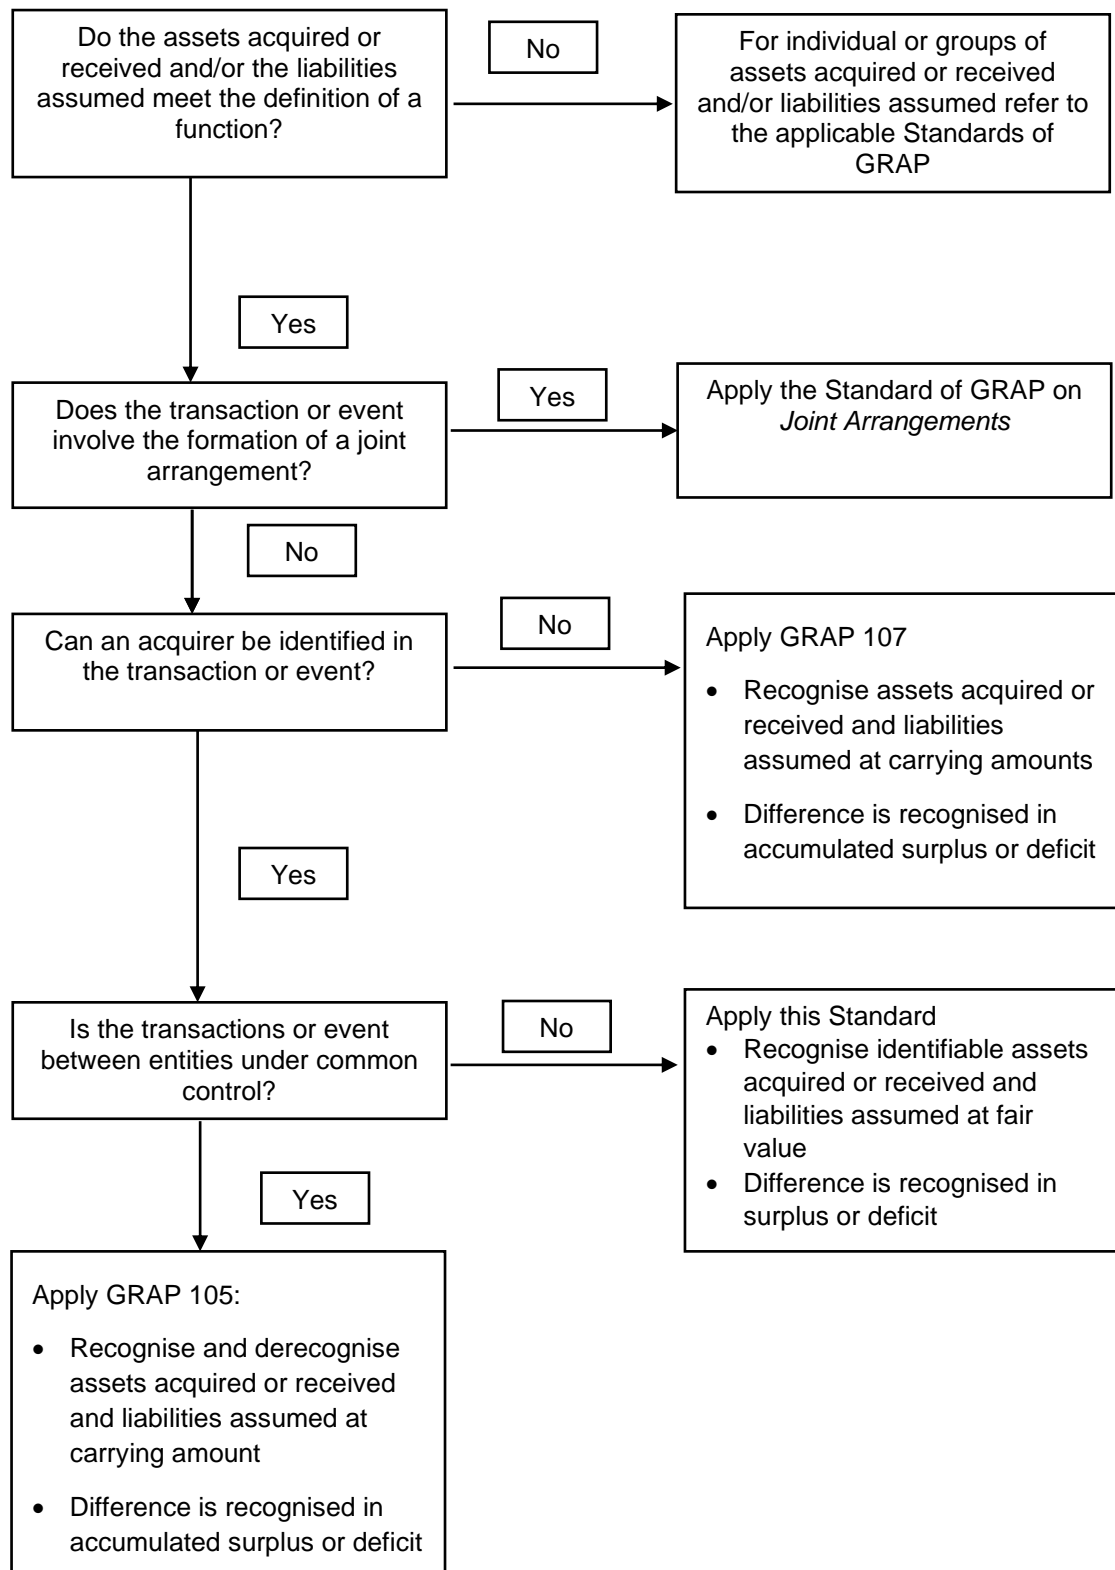 Do the assets acquired or
received and/or the liabilities
assumed meet the definition of a
function?
No
For individual or groups of
assets acquired or received
and/or liabilities assumed refer to
the applicable Standards of
GRAP
Yes
Does the transaction or event
involve the formation of a joint
arrangement?
Yes
Apply the Standard of GRAP on
Joint Arrangements
No
Can an acquirer be identified in
the transaction or event?
No
Apply GRAP 107
• Recognise assets acquired or
received and liabilities
assumed at carrying amounts
• Difference is recognised in
accumulated surplus or deficit
Yes
Is the transactions or event
between entities under common
control?
No
Apply this Standard
• Recognise identifiable assets
acquired or received and
liabilities assumed at fair
value
• Difference is recognised in
surplus or deficit
Yes
Apply GRAP 105:
• Recognise and derecognise
assets acquired or received
and liabilities assumed at
carrying amount
• Difference is recognised in
accumulated surplus or deficit